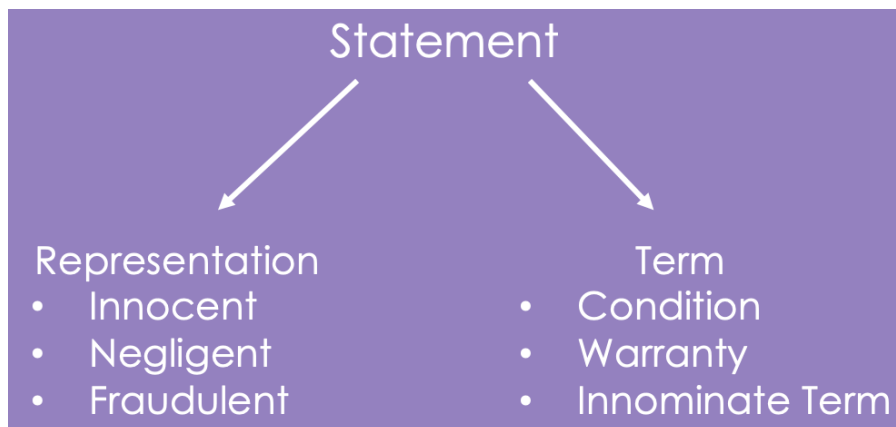 Statement
Representation
• Innocent
• Negligent
• Fraudulent
Term
• Condition
• Warranty
• Innominate Term